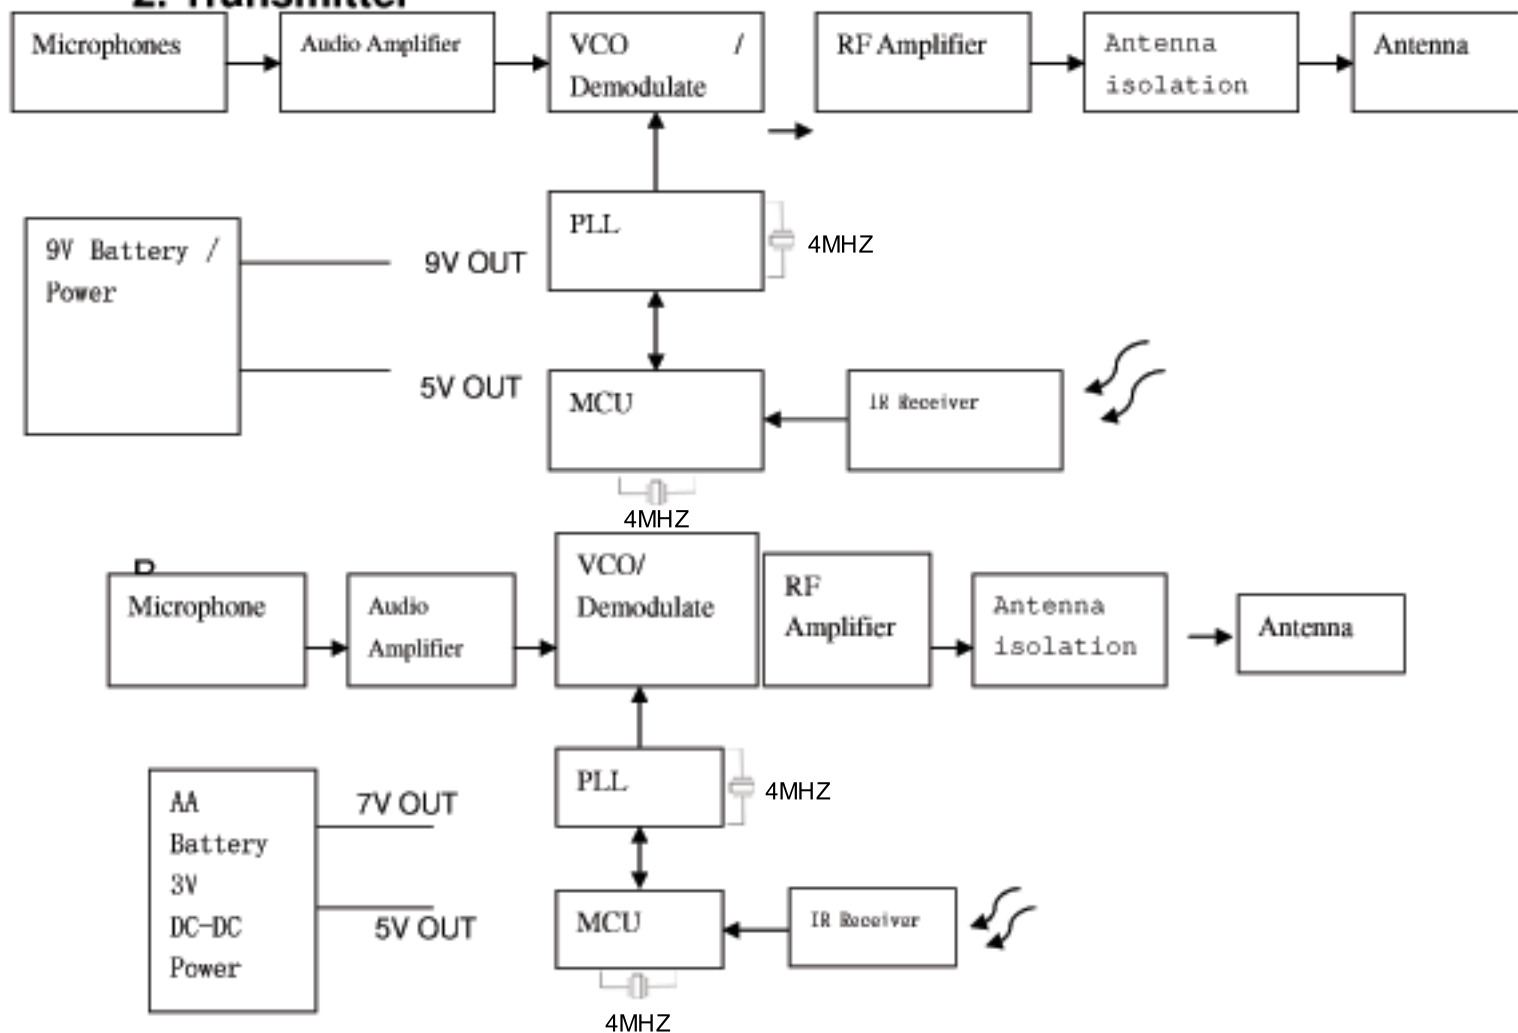 2. Transmitter
Microphones
Audio Amplifier
VCO /
Demodulate
RF Amplifier
Antenna
isolation
Antenna
PLL
4MHZ
9V Battery /
Power
9V OUT
5V OUT
MCU
IR Receiver
4MHZ
B
Microphone
Audio
Amplifier
VCO/
Demodulate
RF
Amplifier
Antenna
isolation
Antenna
PLL
4MHZ
AA
Battery
3V
DC-DC
Power
7V OUT
5V OUT
MCU
IR Receiver
4MHZ